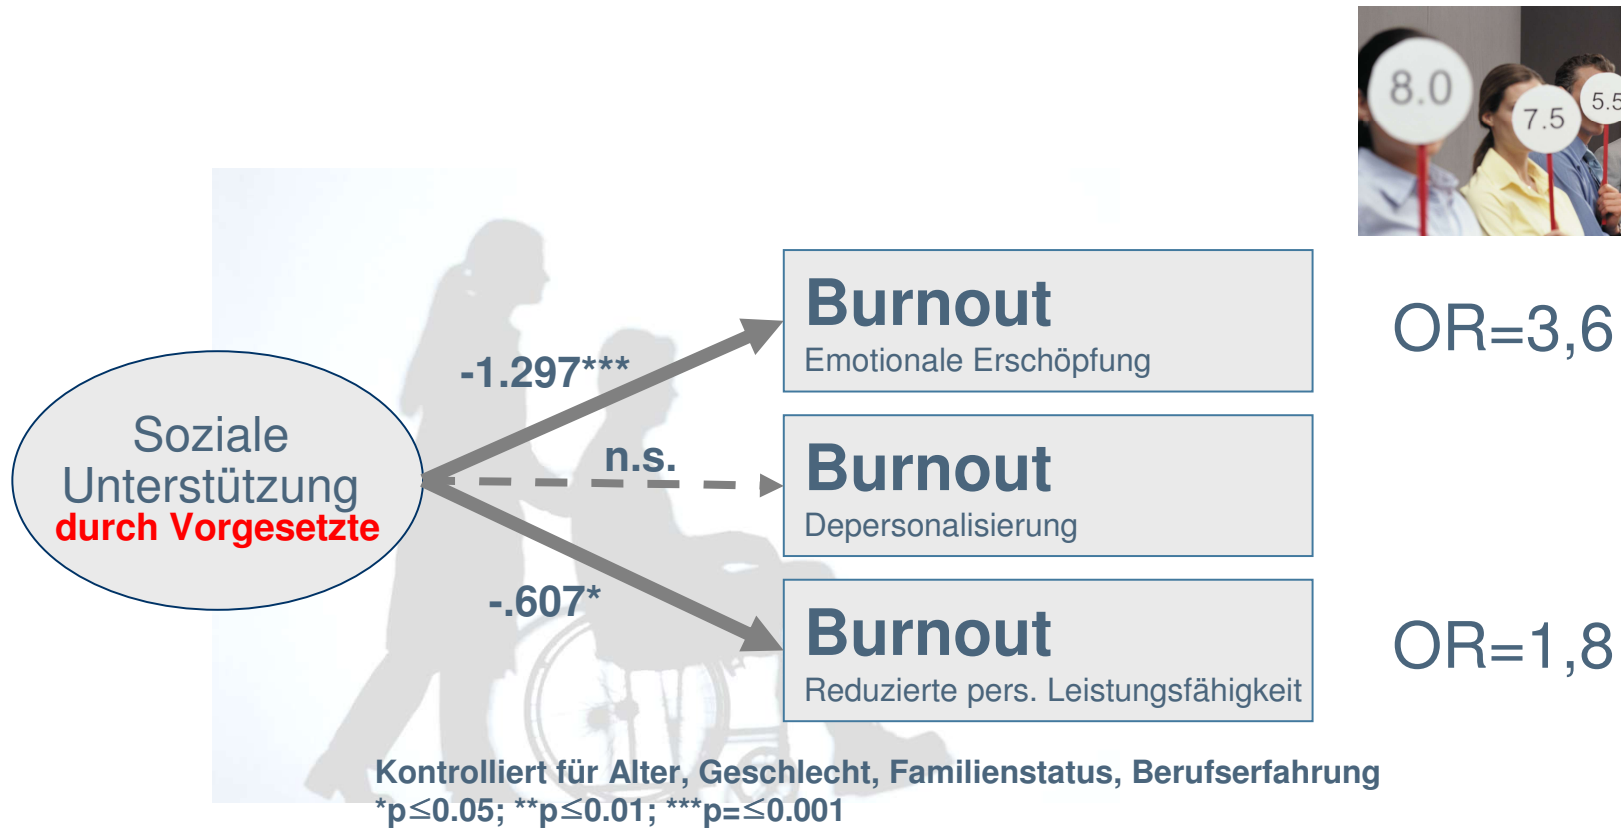 8.0
7.5
5.5
Burnout
Emotionale Erschöpfung
OR=3,6
-1.297***
Soziale
Unterstützung
durch Vorgesetzte
n.s.
Burnout
Depersonalisierung
-.607*
Burnout
Reduzierte pers. Leistungsfähigkeit
OR=1,8
Kontrolliert für Alter, Geschlecht, Familienstatus, Berufserfahrung
*p≤0.05; **p≤0.01; ***p=≤0.001